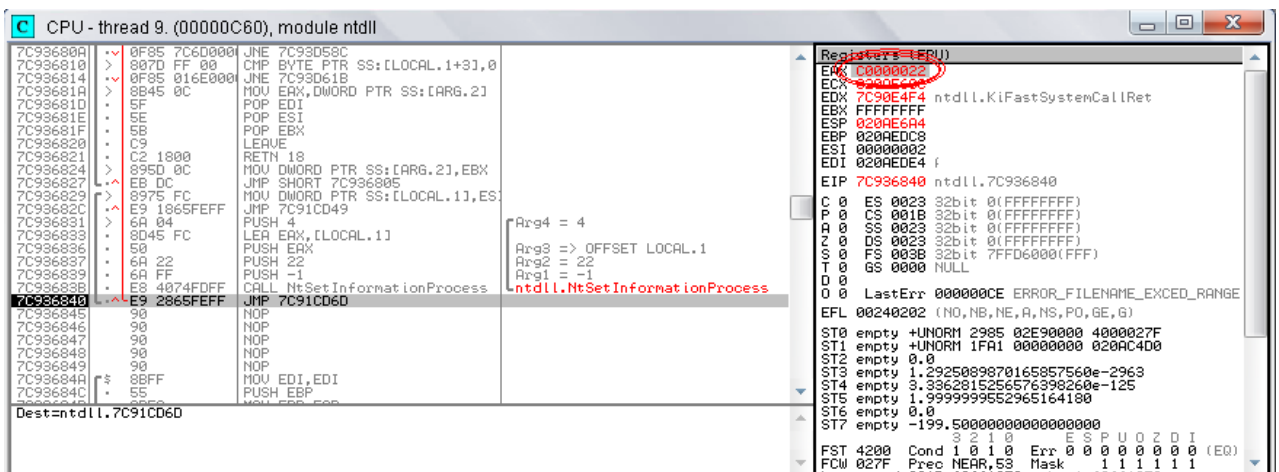 C CPU - thread 9. (00000C60), module ntdll
7C93680A 0F85 7C6D0000 JNE 7C93D58C
7C936810 > 807D FF 00 CMP BYTE PTR SS:[LOCAL.1+3],0
7C936814 0F85 016E0000 JNE 7C93D61B
7C93681A > 8B45 0C MOV EAX,DWORD PTR SS:[ARG.2]
7C93681D 5F POP EDI
7C93681E 5E POP ESI
7C93681F 5B POP EBX
7C936820 C9 LEAVE
7C936821 C2 1800 RETN 18
7C936824 > 895D 0C MOV DWORD PTR SS:[ARG.2],EBX
7C936827 EB DC JMP SHORT 7C936805
7C936829 > 8975 FC MOV DWORD PTR SS:[LOCAL.1],ES
7C93682C E9 1865FEFF JMP 7C91CD49
7C936831 > 6A 04 PUSH 4 Arg4 = 4
7C936833 8D45 FC LEA EAX,[LOCAL.1]
7C936836 50 PUSH EAX Arg3 => OFFSET LOCAL.1
7C936837 6A 22 PUSH 22 Arg2 = 22
7C936839 6A FF PUSH -1 Arg1 = -1
7C93683B E8 4074FDFF CALL NtSetInformationProcess ntdll.NtSetInformationProcess
7C936840 E9 2865FEFF JMP 7C91CD6D
7C936845 90 NOP
7C936846 90 NOP
7C936847 90 NOP
7C936848 90 NOP
7C936849 90 NOP
7C93684A $ 8BFF MOV EDI,EDI
7C93684C 55 PUSH EBP
Dest=ntdll.7C91CD6D
Registers (FPU)
EAX C0000022
ECX
EDX 7C90E4F4 ntdll.KiFastSystemCallRet
EBX FFFFFFFF
ESP 020AE6A4
EBP 020AEDC8
ESI 00000002
EDI 020AEDE4
EIP 7C936840 ntdll.7C936840
C 0 ES 0023 32bit 0(FFFFFFFF)
P 0 CS 001B 32bit 0(FFFFFFFF)
A 0 SS 0023 32bit 0(FFFFFFFF)
Z 0 DS 0023 32bit 0(FFFFFFFF)
S 0 FS 003B 32bit 7FFD6000(FFF)
T 0 GS 0000 NULL
D 0
O 0 LastErr 000000CE ERROR_FILENAME_EXCED_RANGE
EFL 00240202 (NO,NB,NE,A,NS,PO,GE,G)
ST0 empty +UNORM 2985 02E90000 4000027F
ST1 empty +UNORM 1FA1 00000000 020AC4D0
ST2 empty 0.0
ST3 empty 1.2925089870165857560e-2963
ST4 empty 3.3362815256576398260e-125
ST5 empty 1.9999999552965164180
ST6 empty 0.0
ST7 empty -199.50000000000000000
3 2 1 0 E S P U O Z D I
FST 4200 Cond 1 0 1 0 Err 0 0 0 0 0 0 0 0 (EQ)
FCW 027F Prec NEAR,53 Mask 1 1 1 1 1 1